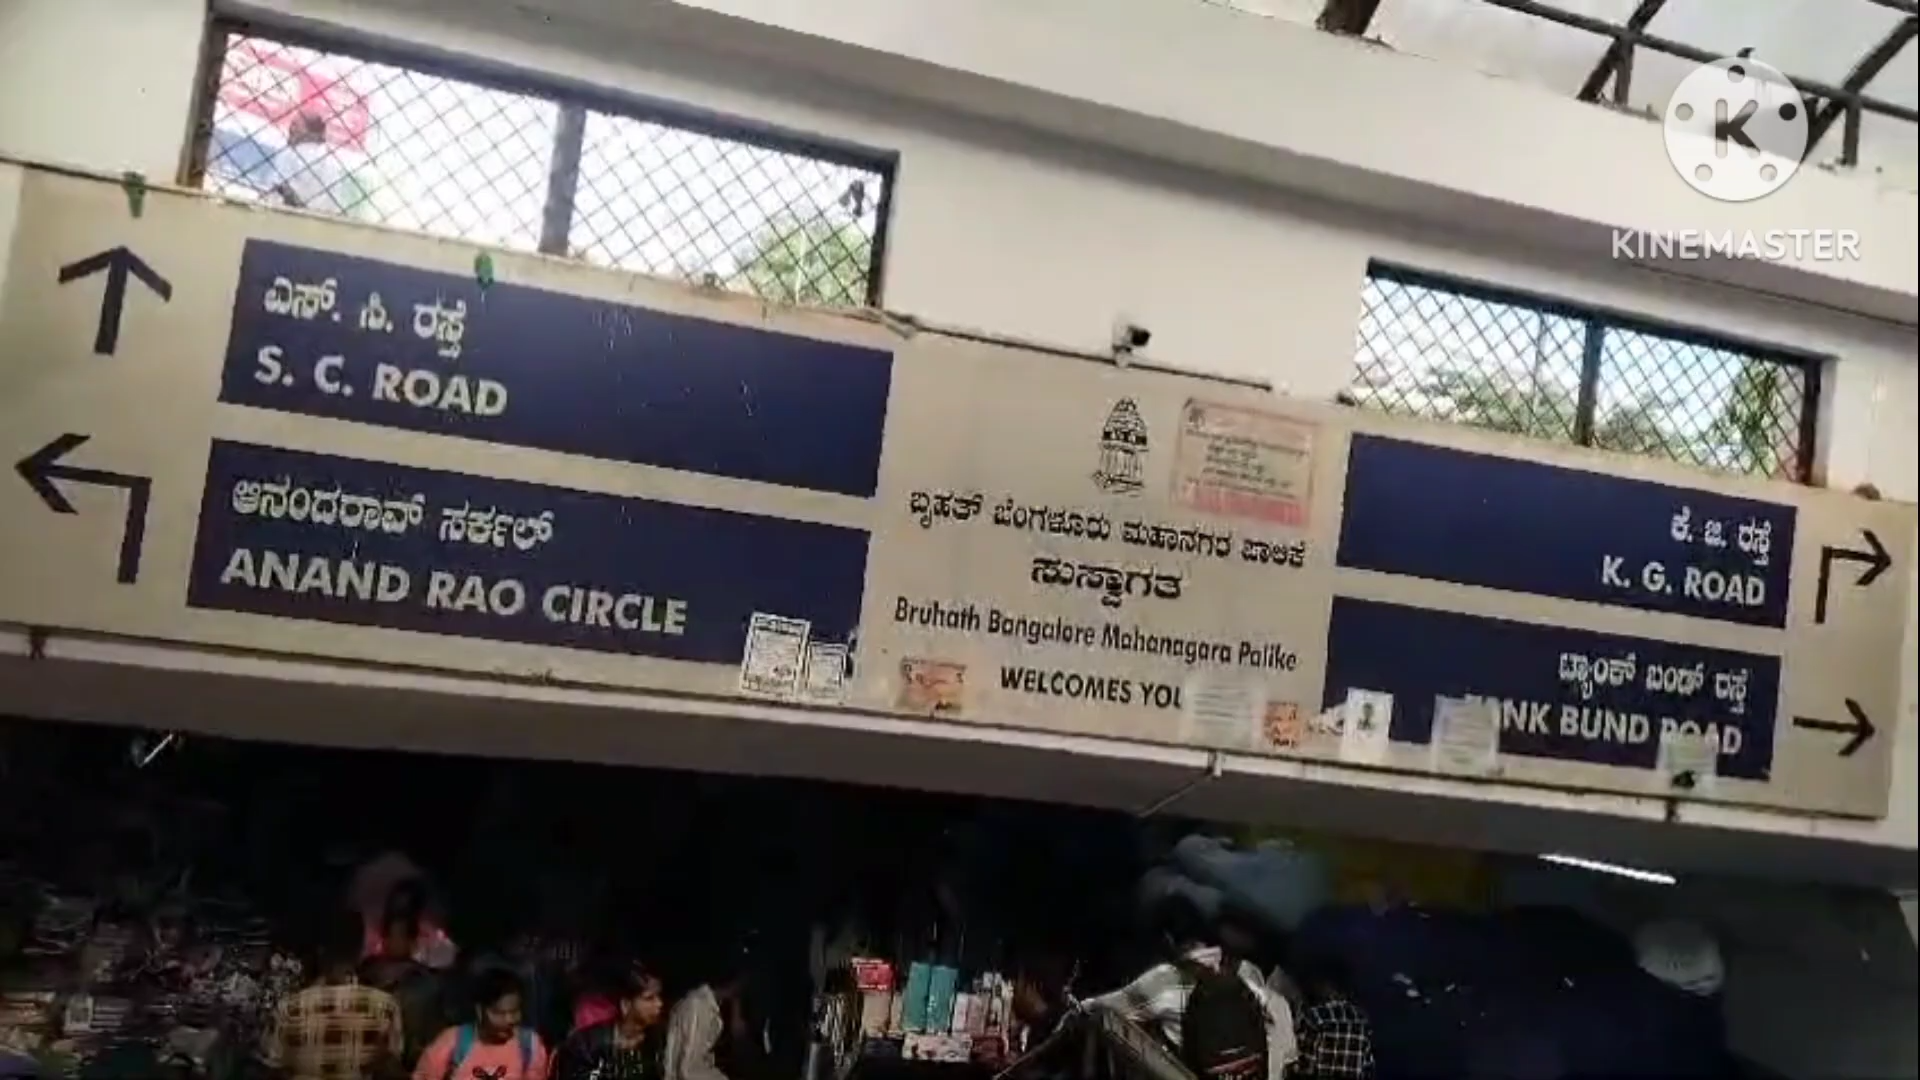 K
KINEMASTER
ಎಸ್. ಸಿ. ರಸ್ತೆ
S. C. ROAD
ಆನಂದರಾವ್ ಸರ್ಕಲ್
ANAND RAO CIRCLE
ಬೃಹತ್ ಬೆಂಗಳೂರು ಮಹಾನಗರ ಪಾಲಿಕೆ
ಸುಸ್ವಾಗತ
Bruhath Bangalore Mahanagara Palike
WELCOMES YOU
ಕೆ. ಜಿ. ರಸ್ತೆ
K. G. ROAD
ಟ್ಯಾಂಕ್ ಬಂಡ್ ರಸ್ತೆ
BUND ROAD